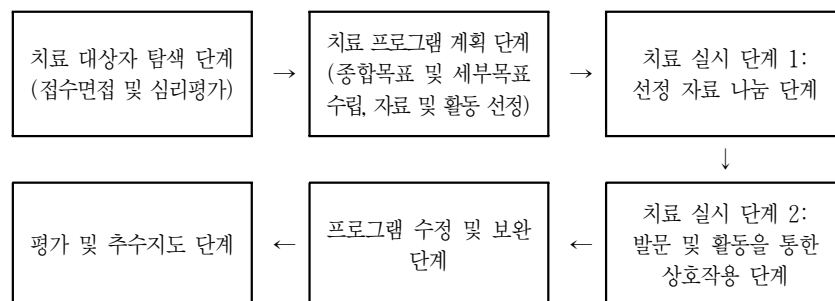 치료 대상자 탐색 단계
(접수면접 및 심리평가)
→
치료 프로그램 계획 단계
(종합목표 및 세부목표
수립, 자료 및 활동 선정)
→
치료 실시 단계 1:
선정 자료 나눔 단계
↓
치료 실시 단계 2:
발문 및 활동을 통한
상호작용 단계
←
프로그램 수정 및 보완
단계
←
평가 및 추수지도 단계